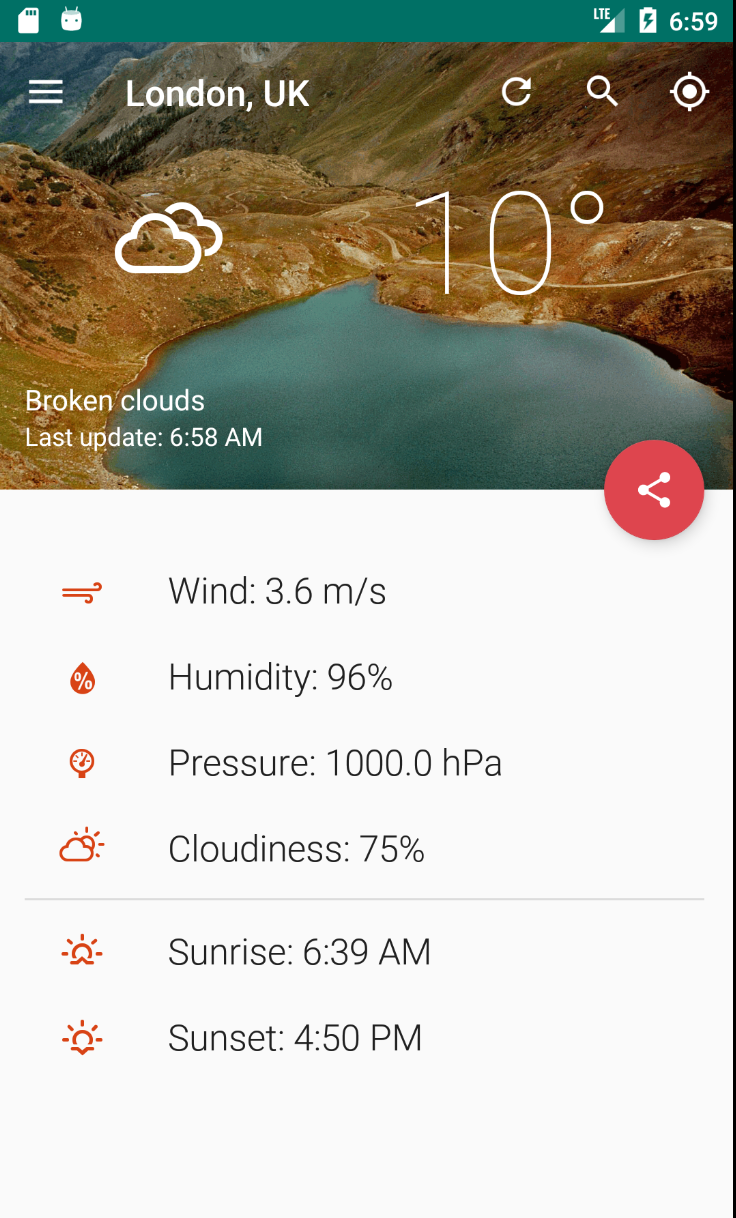 LTE 6:59
London, UK
10°
Broken clouds
Last update: 6:58 AM
Wind: 3.6 m/s
%
Humidity: 96%
Pressure: 1000.0 hPa
Cloudiness: 75%
Sunrise: 6:39 AM
Sunset: 4:50 PM